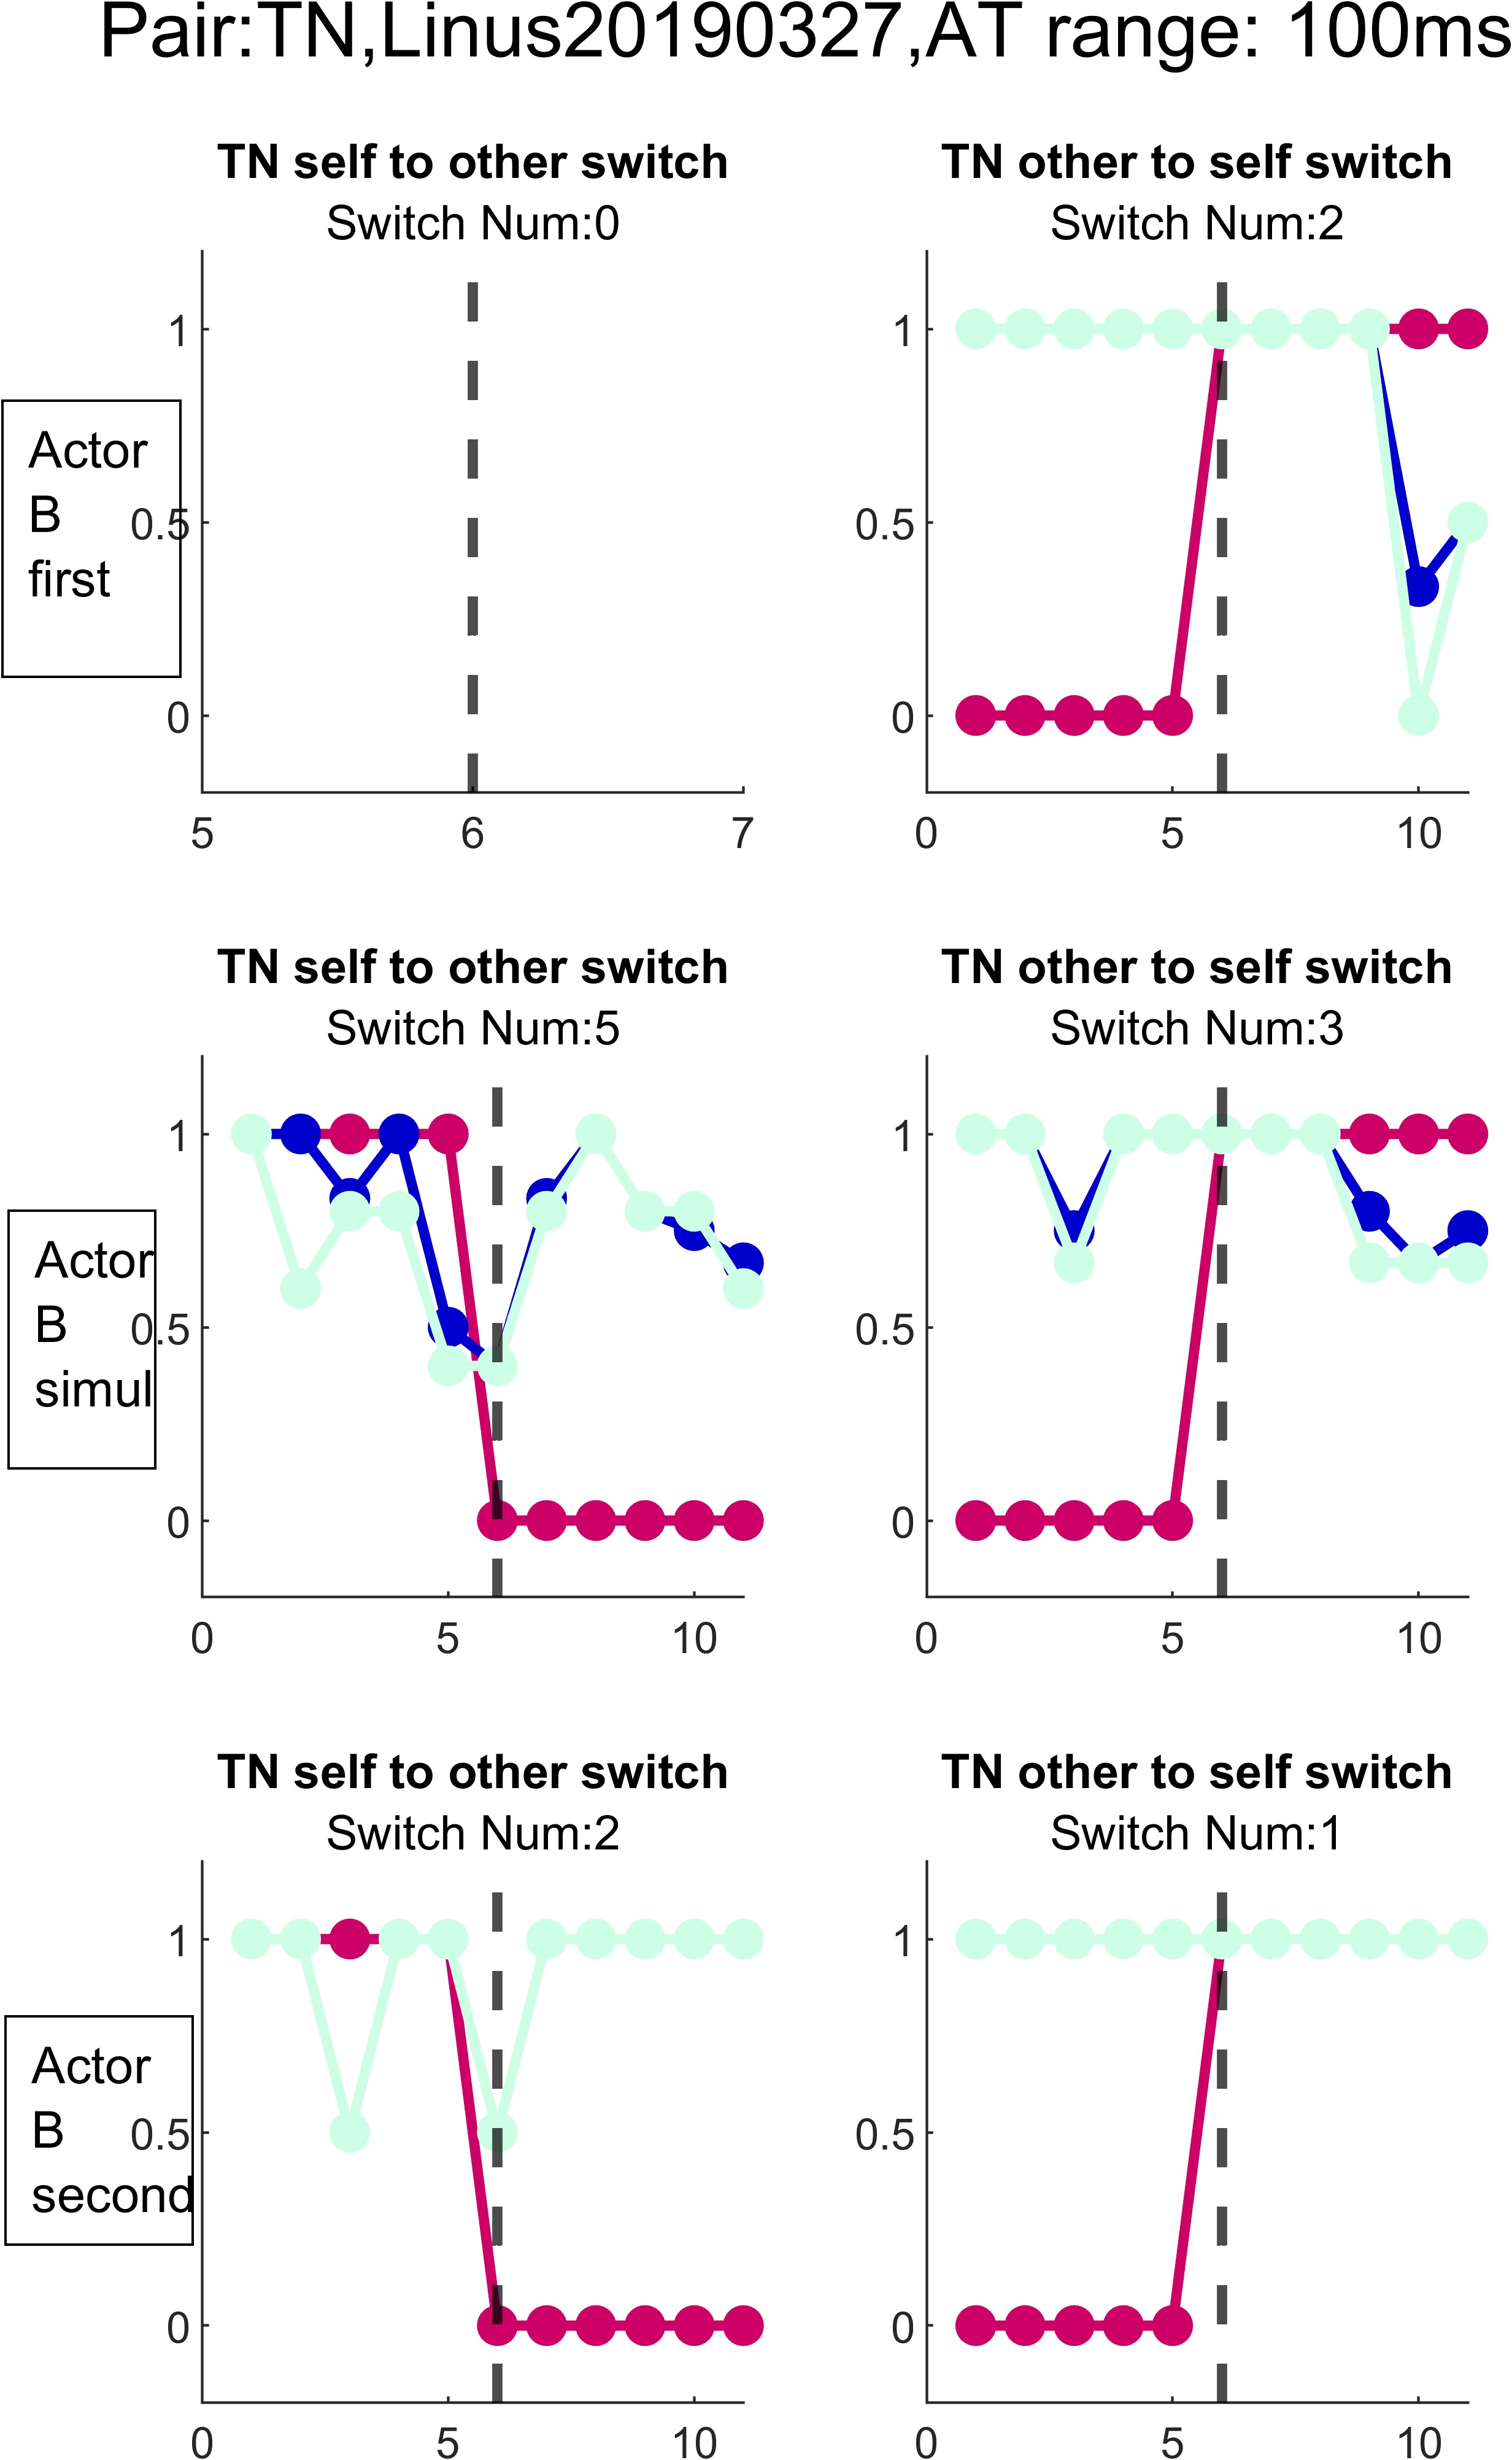 Pair:TN,Linus20190327,AT range: 100ms
TN self to other switch
Switch Num:0
1
0.5
0
5 6 7
Actor
B
first
TN other to self switch
Switch Num:2
1
0.5
0
0 5 10
TN self to other switch
Switch Num:5
1
0.5
0
0 5 10
Actor
B
simul
TN other to self switch
Switch Num:3
1
0.5
0
0 5 10
TN self to other switch
Switch Num:2
1
0.5
0
0 5 10
Actor
B
second
TN other to self switch
Switch Num:1
1
0.5
0
0 5 10